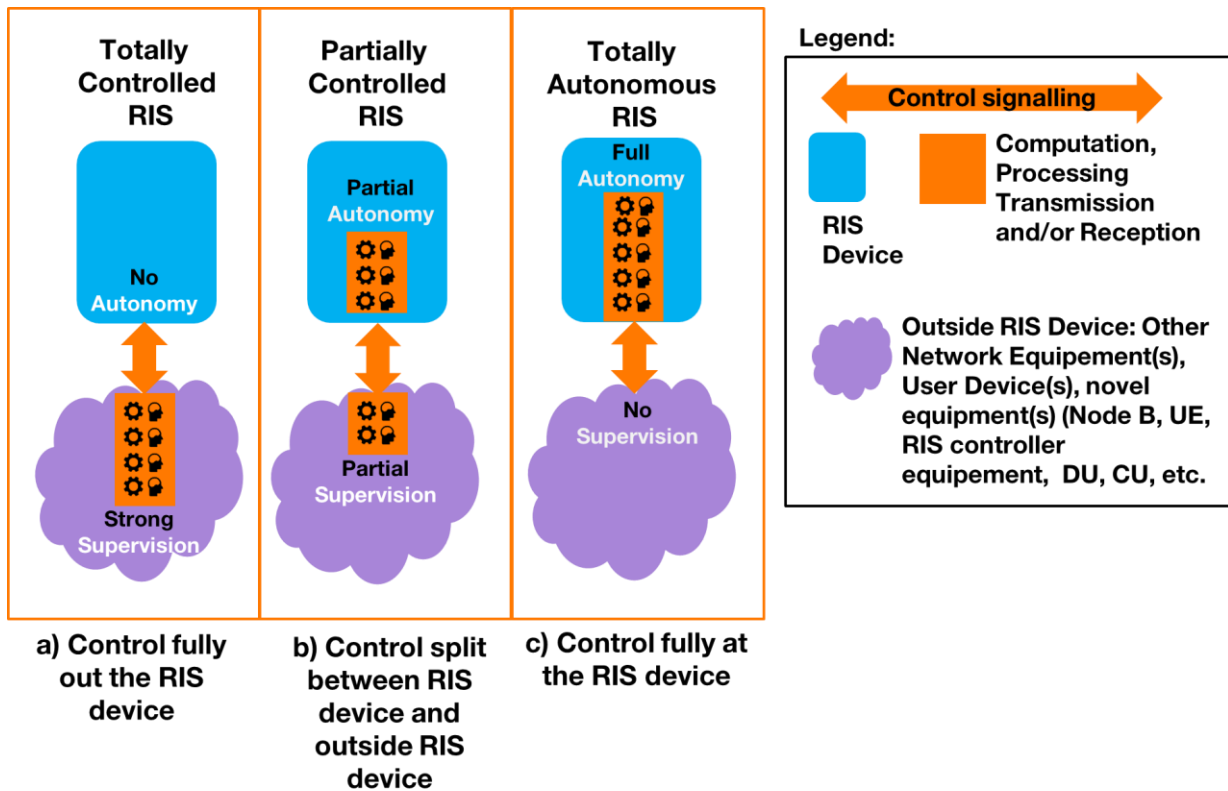 Totally
Controlled
RIS
No
Autonomy
Strong
Supervision
a) Control fully
out the RIS
device
Partially
Controlled
RIS
Partial
Autonomy
Partial
Supervision
b) Control split
between RIS
device and
outside RIS
device
Totally
Autonomous
RIS
Full
Autonomy
No
Supervision
c) Control fully at
the RIS device
Legend:
Control signalling
RIS
Device
Computation,
Processing
Transmission
and/or Reception
Outside RIS Device: Other
Network Equipement(s),
User Device(s), novel
equipment(s) (Node B, UE,
RIS controller
equipement, DU, CU, etc.